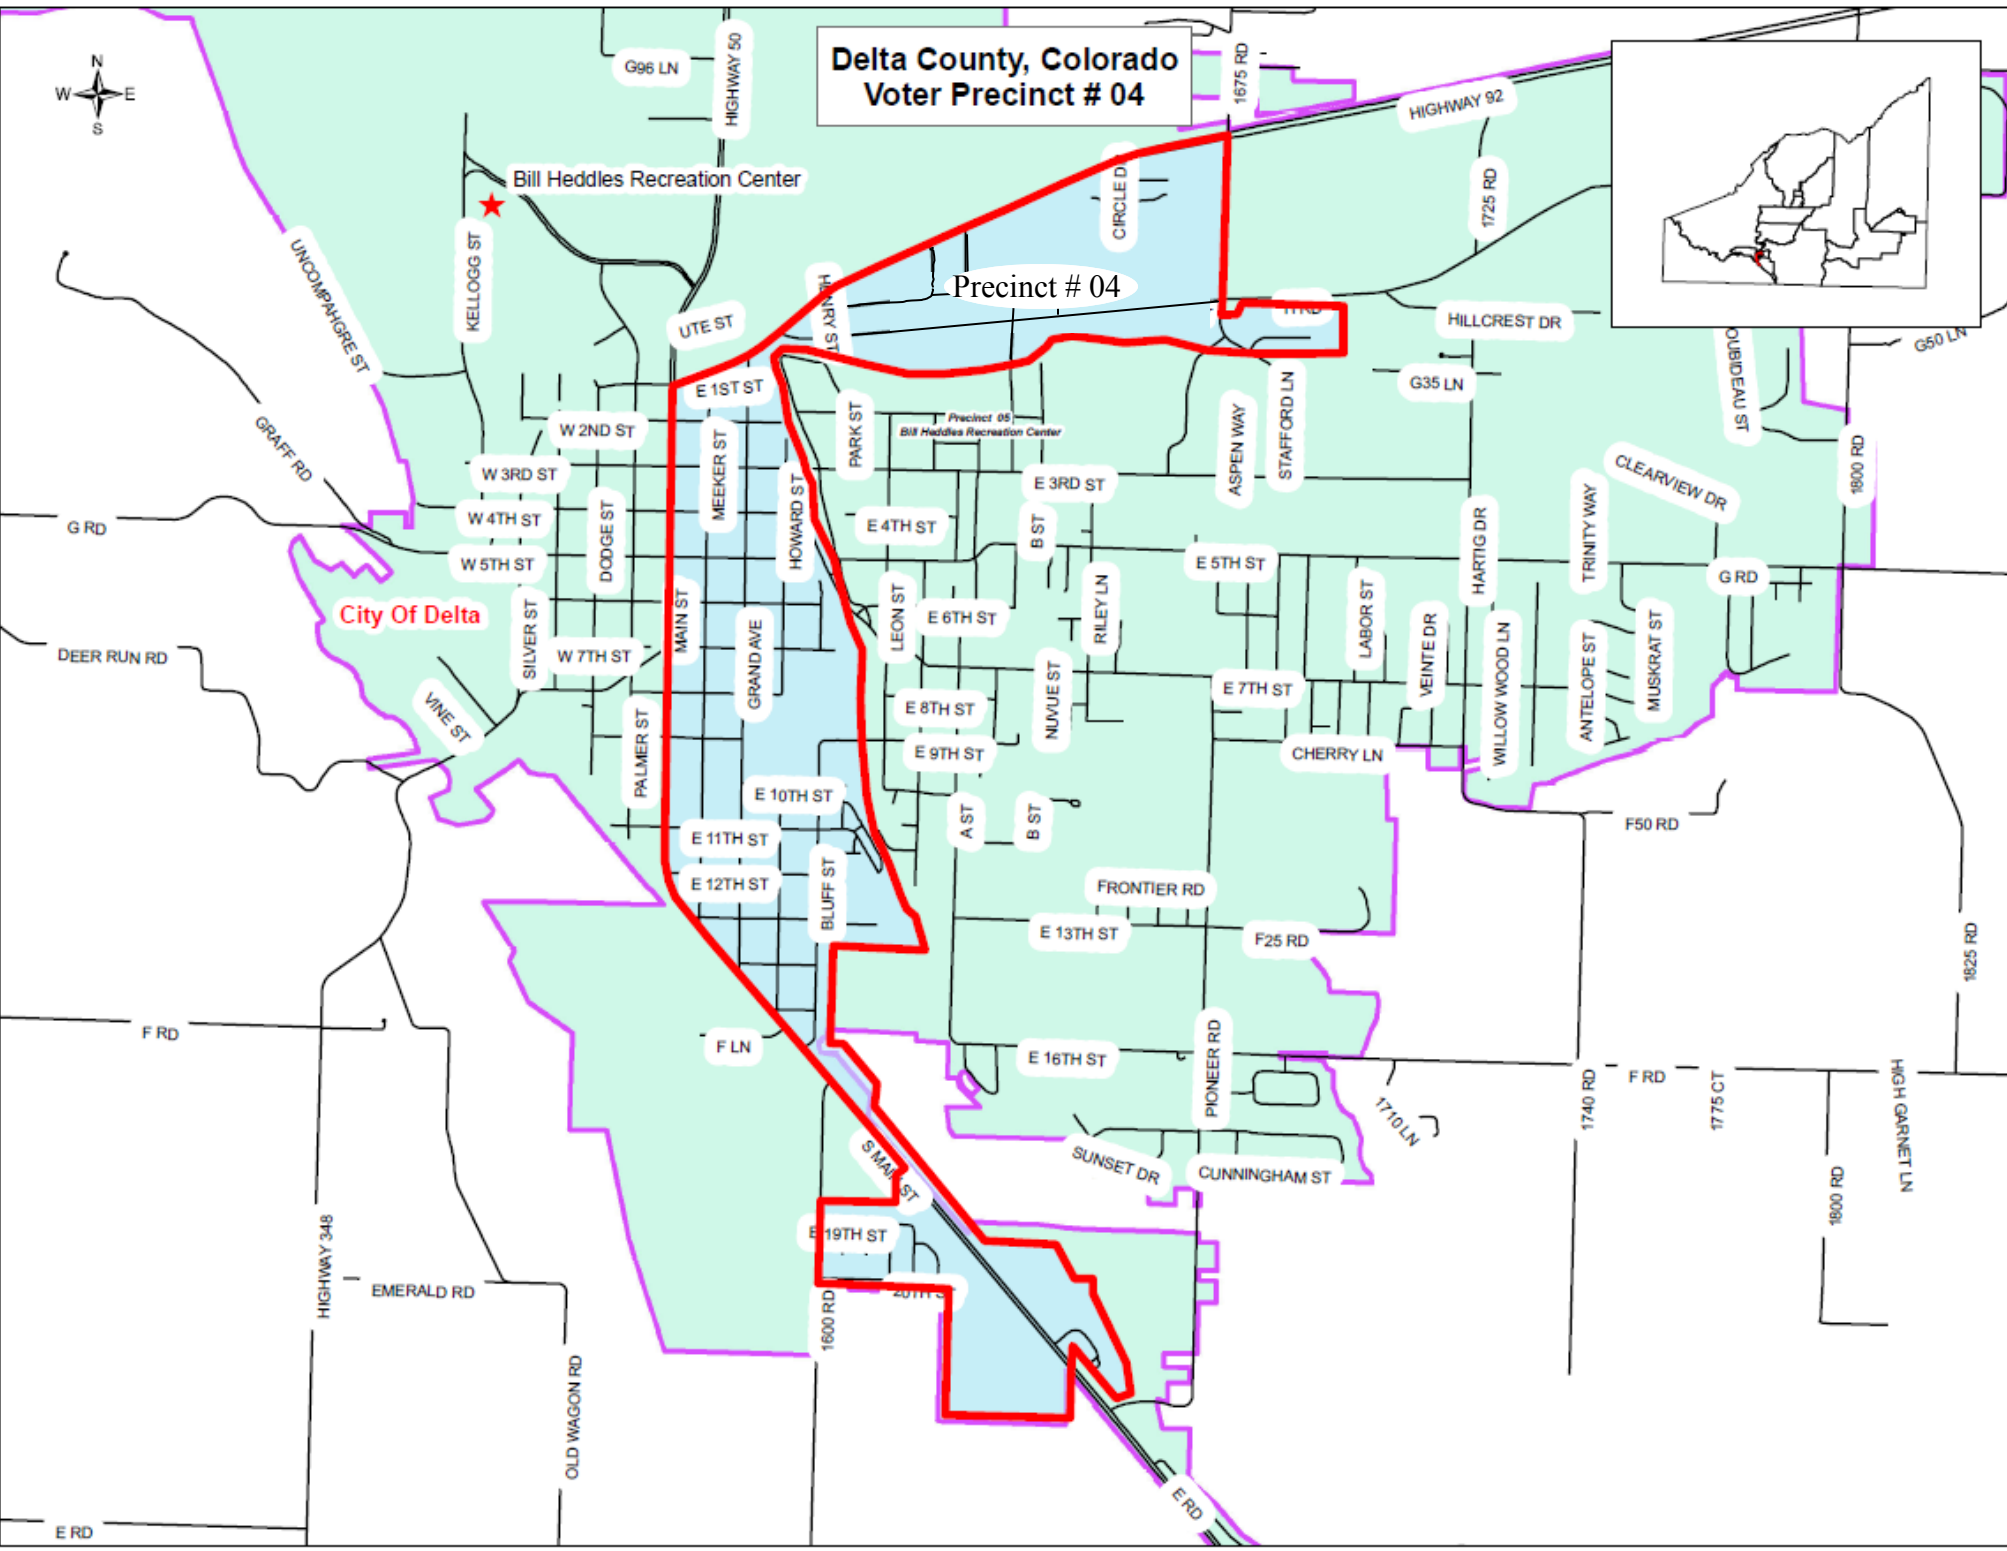 Delta County, Colorado
Voter Precinct # 04
N
W E
S
G96 LN
HIGHWAY 50
1675 RD
HIGHWAY 92
Bill Heddles Recreation Center
CIRCLE D
1725 RD
KELLOGG ST
UNCOMPAHGRE ST
Precinct # 04
HENRY ST
UTE ST
HILLCREST DR
G50 LN
E 1ST ST
G35 LN
W 2ND ST
PARK ST
Precinct 05
Bill Heddles Recreation Center
ASPEN WAY
STAFFORD LN
OUBIDEAU ST
GRAFF RD
W 3RD ST
MEEKER ST
E 3RD ST
CLEARVIEW DR
1800 RD
G RD
W 4TH ST
DODGE ST
HOWARD ST
E 4TH ST
B ST
HARTIG DR
TRINITY WAY
W 5TH ST
E 5TH ST
G RD
City Of Delta
SILVER ST
MAIN ST
GRAND AVE
LEON ST
E 6TH ST
RILEY LN
LABOR ST
VEINTE DR
WILLOW WOOD LN
ANTELOPE ST
MUSKRAT ST
DEER RUN RD
W 7TH ST
E 7TH ST
VINE ST
PALMER ST
E 8TH ST
NUVUE ST
E 9TH ST
CHERRY LN
E 10TH ST
A ST
B ST
F50 RD
E 11TH ST
E 12TH ST
BLUFF ST
FRONTIER RD
E 13TH ST
F25 RD
1825 RD
F RD
F LN
E 16TH ST
PIONEER RD
1710 LN
1740 RD
F RD
1775 CT
HIGH GARNET LN
S MAIN ST
SUNSET DR
CUNNINGHAM ST
1800 RD
HIGHWAY 348
E 19TH ST
EMERALD RD
20TH S
1600 RD
OLD WAGON RD
E RD
E RD